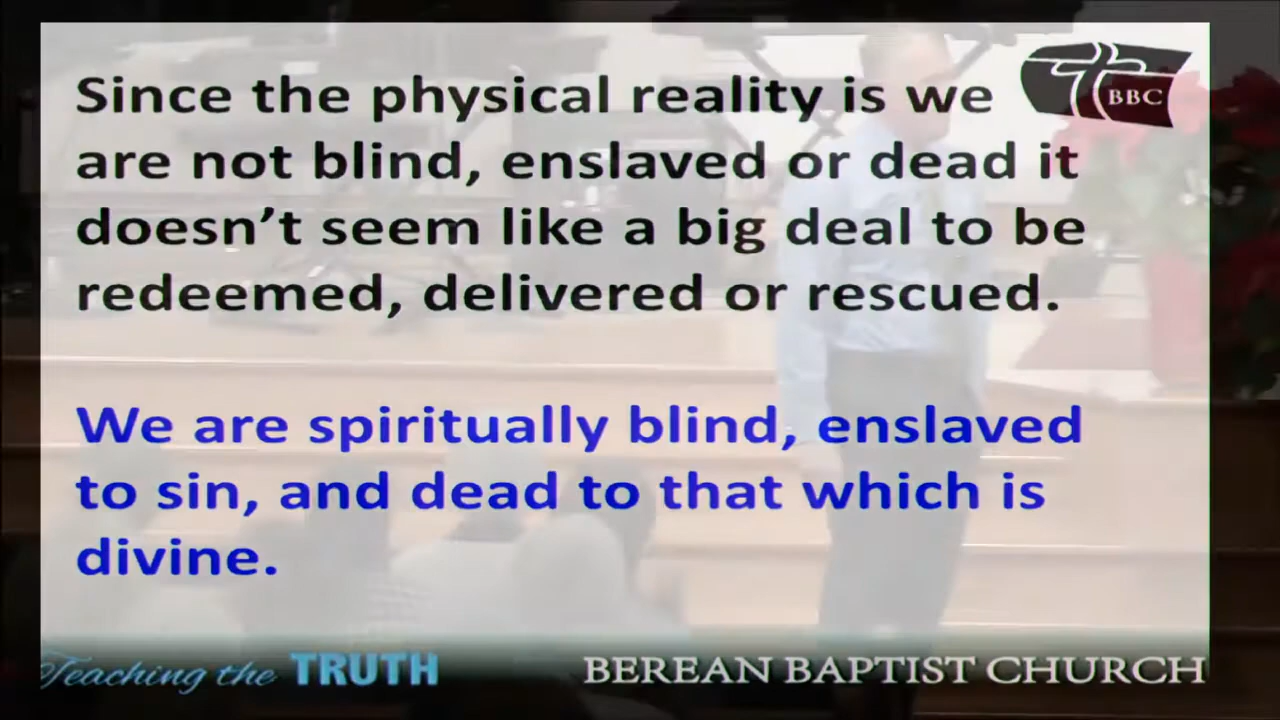 Since the physical reality is we
are not blind, enslaved or dead it
doesn’t seem like a big deal to be
redeemed, delivered or rescued.
We are spiritually blind, enslaved
to sin, and dead to that which is
divine.
BBC
Teaching the TRUTH
BEREAN BAPTIST CHURCH